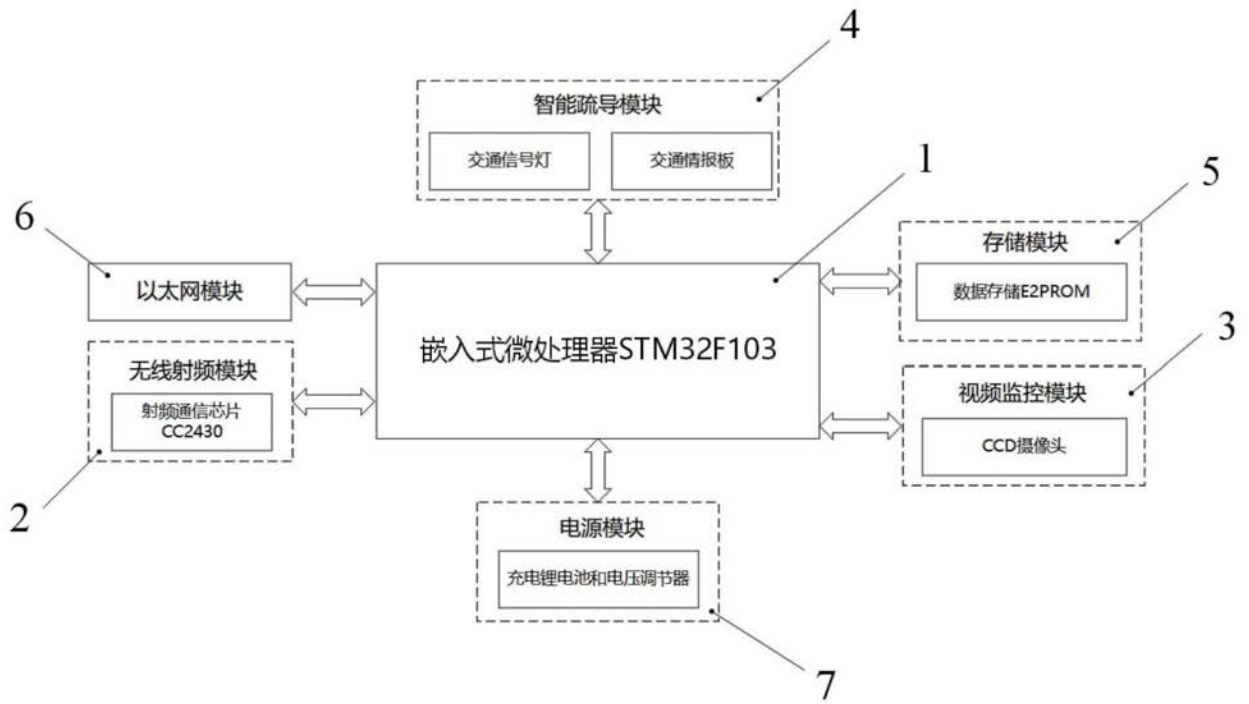 4
智能疏导模块
交通信号灯
交通情报板
1
5
6
存储模块
数据存储E2PROM
以太网模块
嵌入式微处理器STM32F103
3
无线射频模块
射频通信芯片
CC2430
视频监控模块
CCD摄像头
2
电源模块
充电锂电池和电压调节器
7